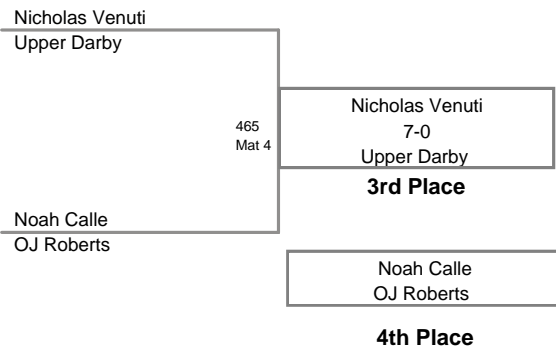 Nicholas Venuti
Upper Darby
465
Mat 4
Nicholas Venuti
7-0
Upper Darby
3rd Place
Noah Calle
OJ Roberts
Noah Calle
OJ Roberts
4th Place